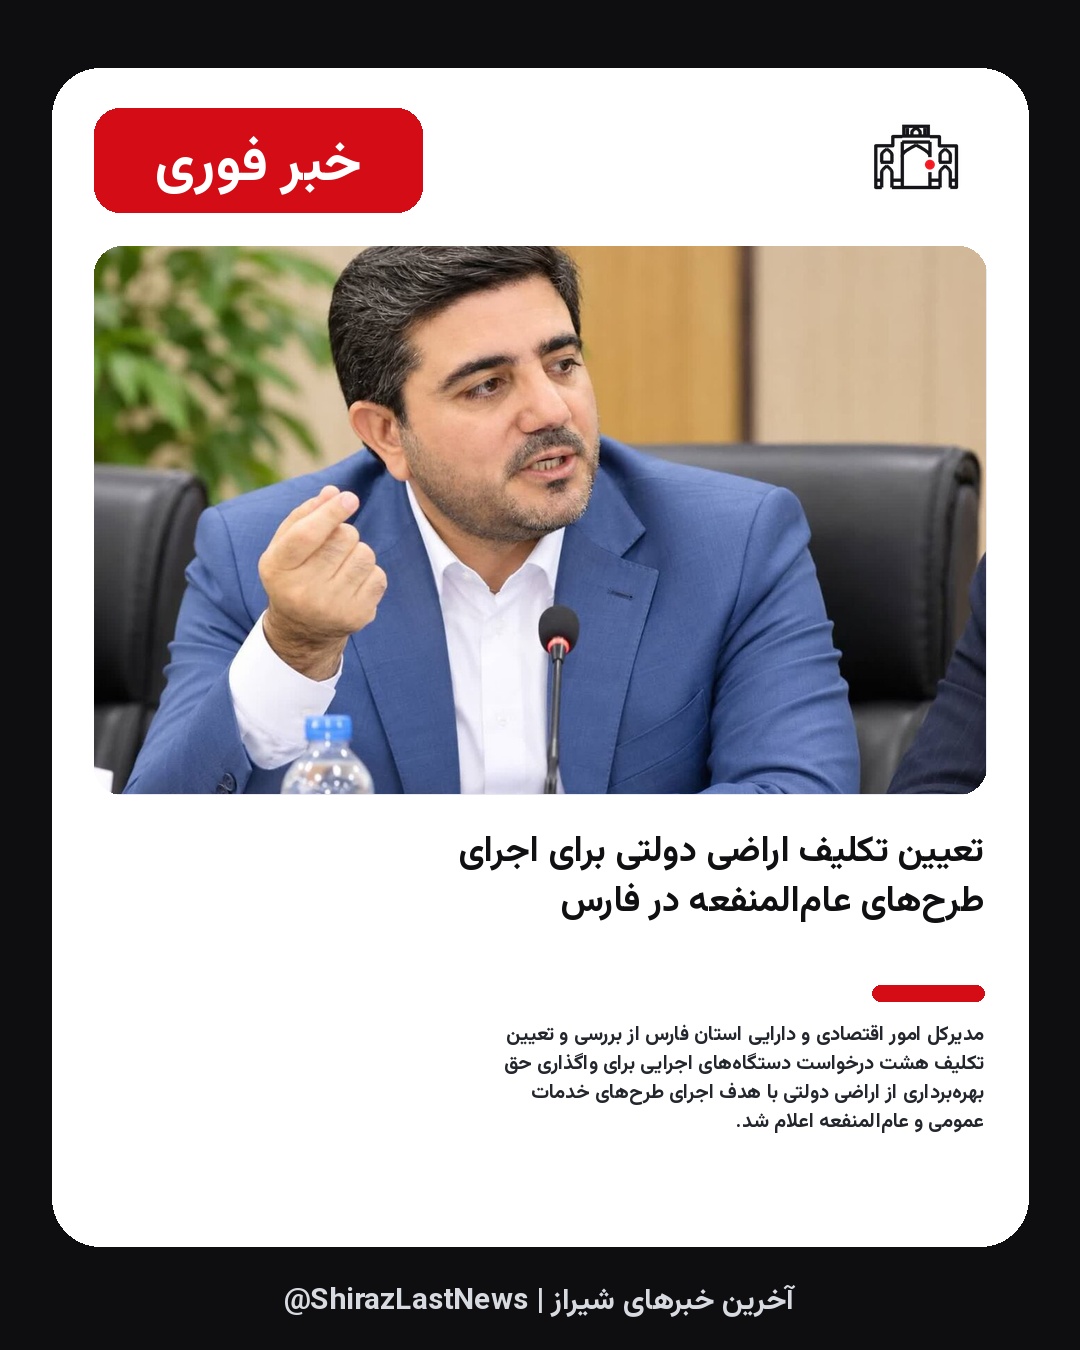 خبر فوری
تعیین تکلیف اراضی دولتی برای اجرای
طرح‌های عام‌المنفعه در فارس
مدیرکل امور اقتصادی و دارایی استان فارس از بررسی و تعیین
تکلیف هشت درخواست دستگاه‌های اجرایی برای واگذاری حق
بهره‌برداری از اراضی دولتی با هدف اجرای طرح‌های خدمات
عمومی و عام‌المنفعه اعلام شد.
آخرین خبرهای شیراز | @ShirazLastNews